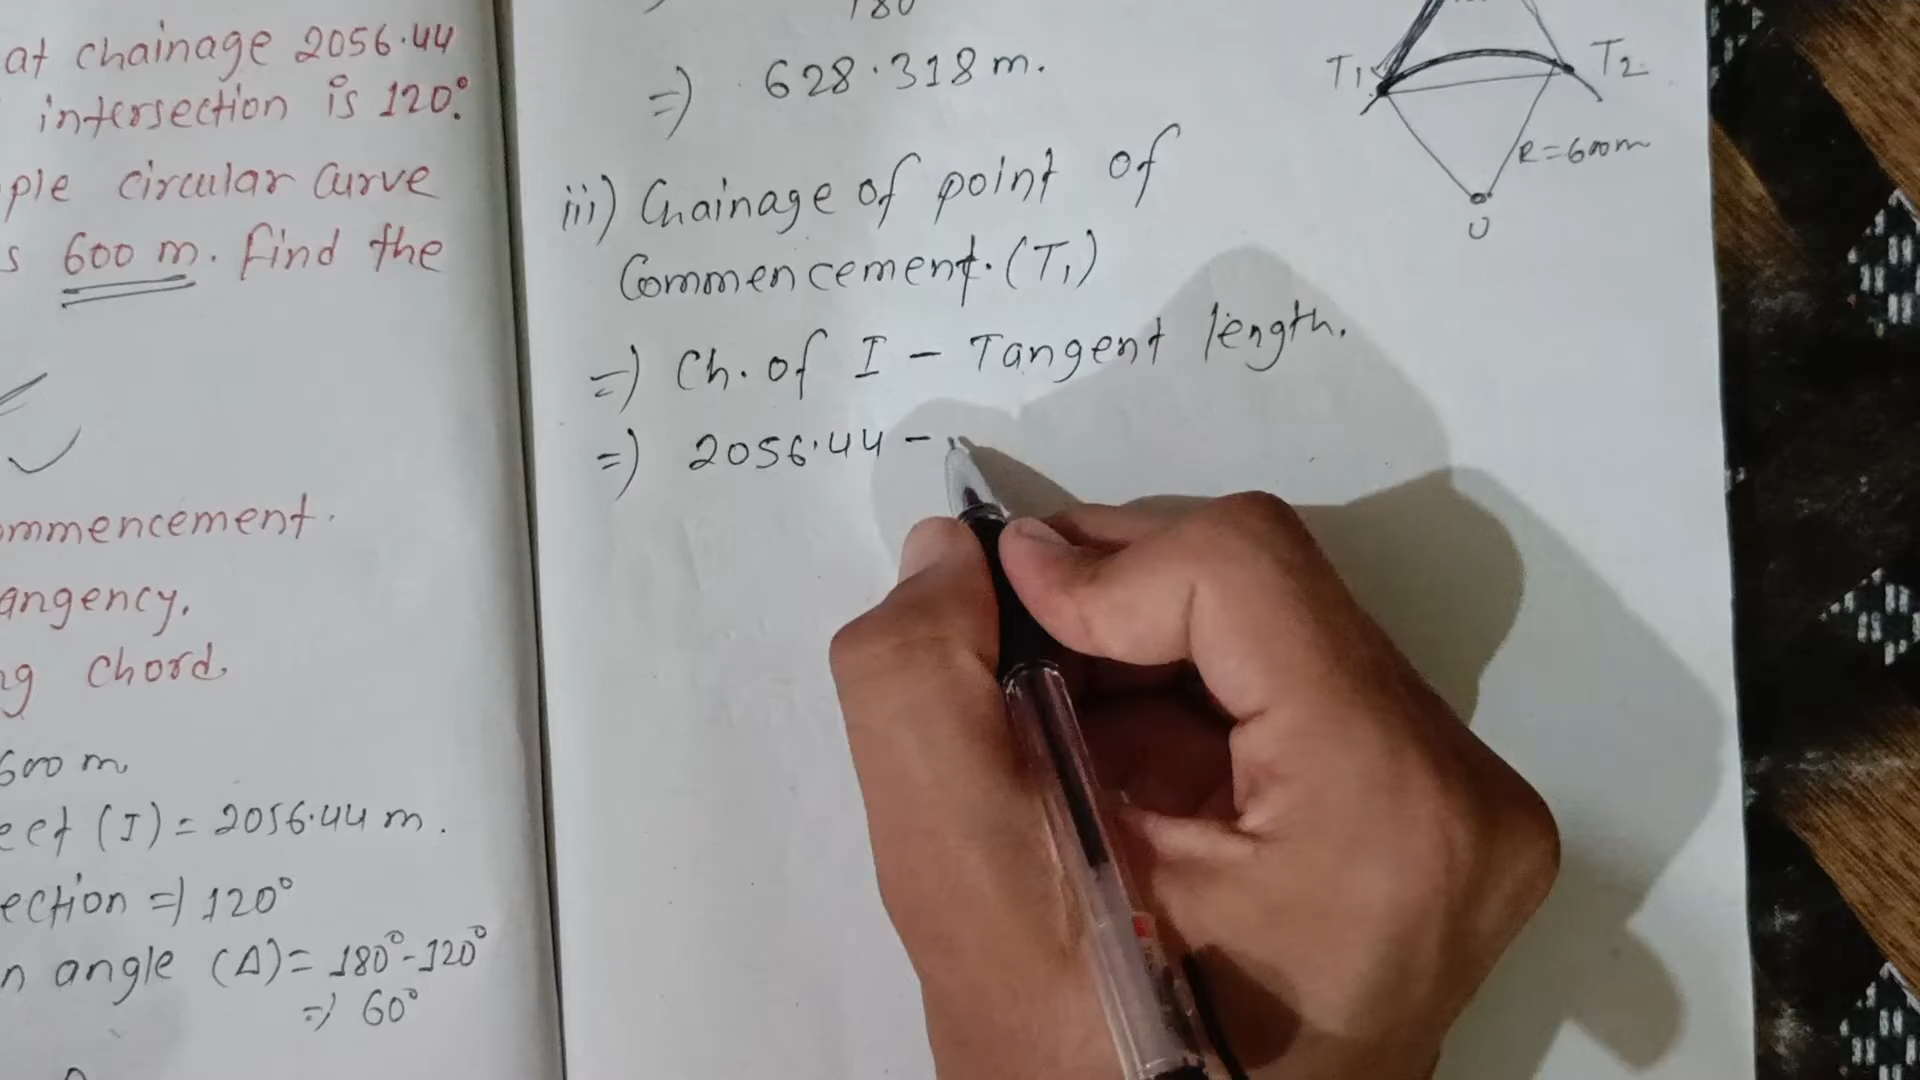 at chainage 2056.44
intersection is 120°.
ple circular curve
s 600 m. find the
ommencement.
angency.
ng chord.
600 m
ect (I) = 2056.44 m.
ection => 120°
n angle (Δ) = 180° - 120°
=> 60°
180
=> 628.318 m.
iii) Chainage of point of
Commencement. (T1)
=> Ch. of I - Tangent length.
=> 2056.44 -
T1
T2
R = 600m
O